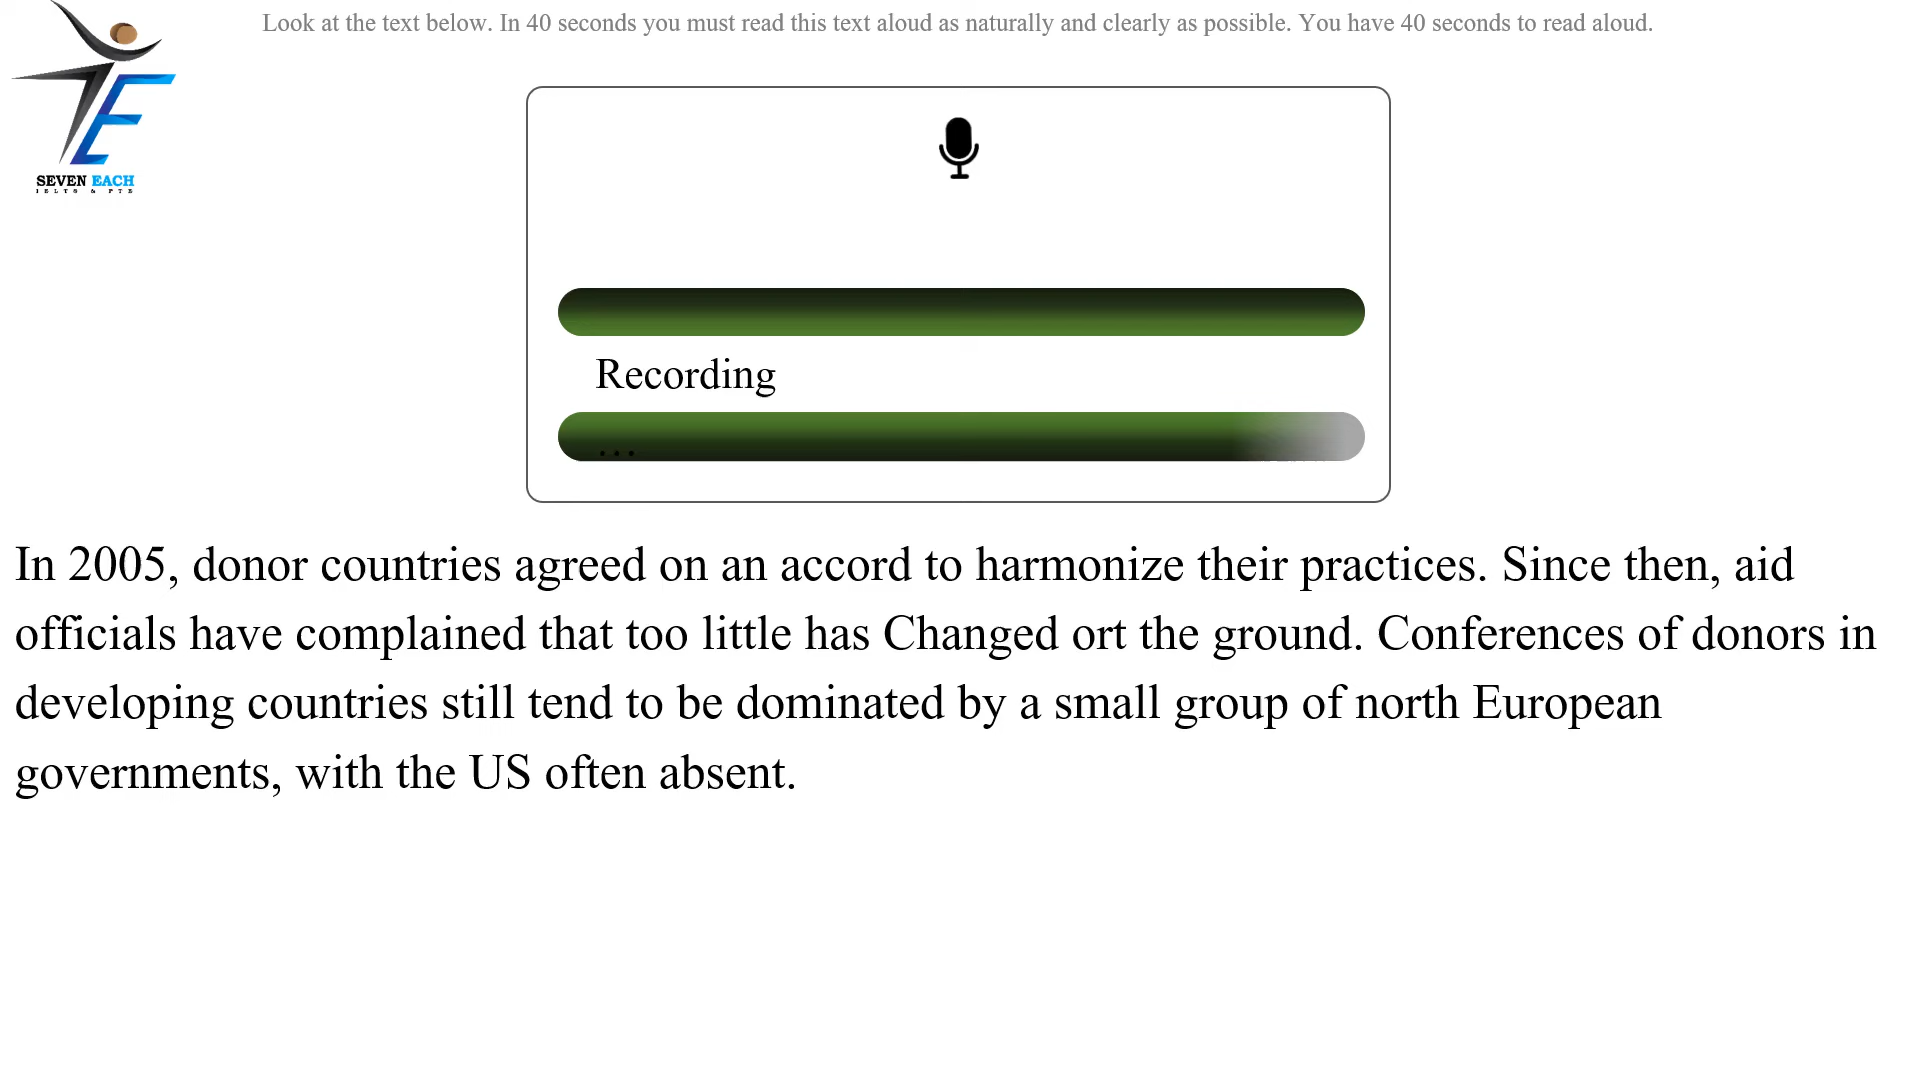 Look at the text below. In 40 seconds you must read this text aloud as naturally and clearly as possible. You have 40 seconds to read aloud.
SEVEN EACH
IELTS & PTE
Recording
...
In 2005, donor countries agreed on an accord to harmonize their practices. Since then, aid
officials have complained that too little has Changed ort the ground. Conferences of donors in
developing countries still tend to be dominated by a small group of north European
governments, with the US often absent.